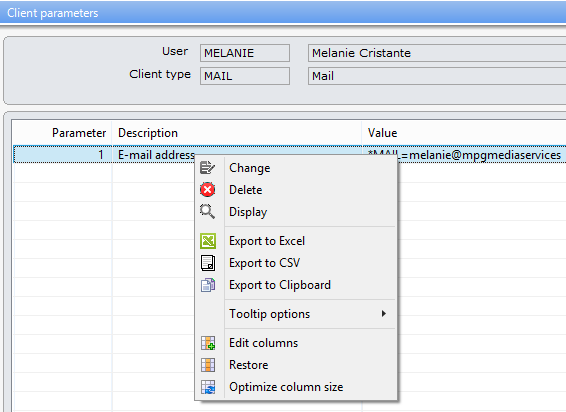 Client parameters
User MELANIE Melanie Cristante
Client type MAIL Mail
Parameter Description Value
1 E-mail address *MAIL=melanie@mpgmediaservices
Change
Delete
Display
Export to Excel
Export to CSV
Export to Clipboard
Tooltip options
Edit columns
Restore
Optimize column size